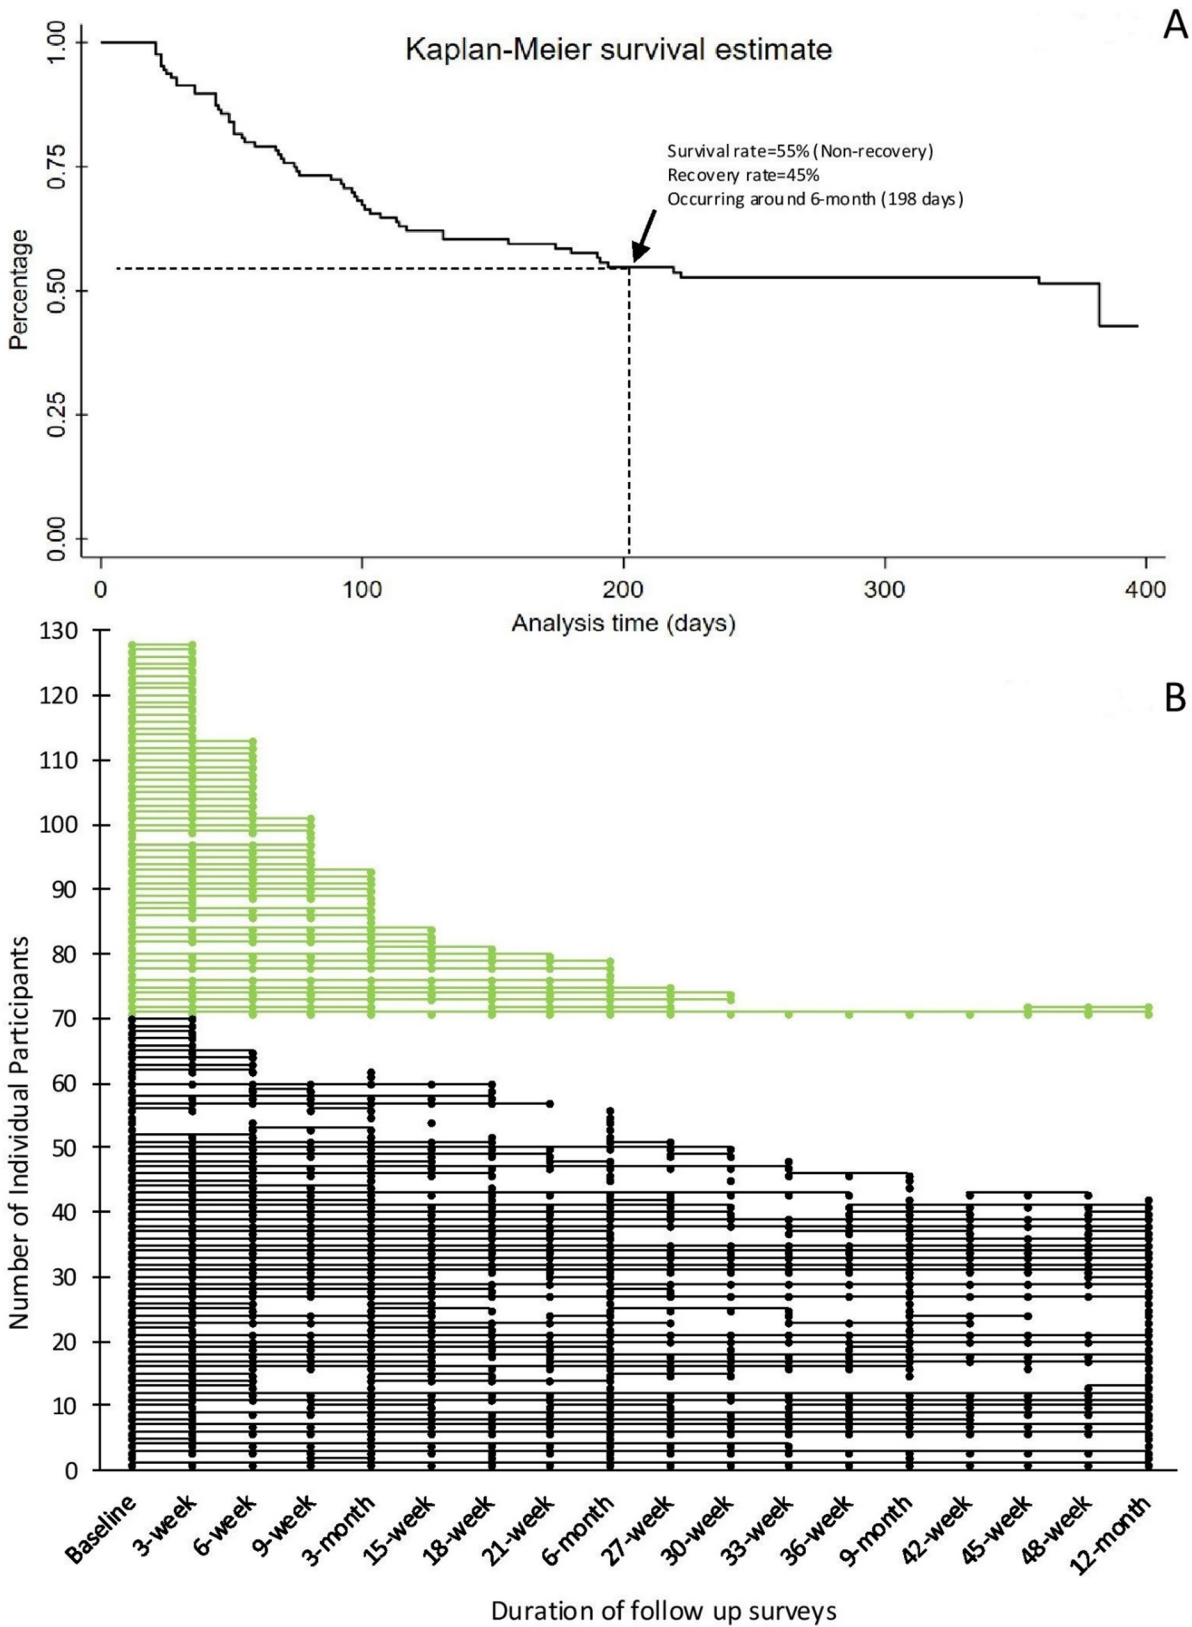 A
Kaplan-Meier survival estimate
Survival rate=55% (Non-recovery)
Recovery rate=45%
Occurring around 6-month (198 days)
Percentage
1.00
0.75
0.50
0.25
0.00
0 100 200 300 400
Analysis time (days)
B
Number of Individual Participants
130
120
110
100
90
80
70
60
50
40
30
20
10
0
Baseline
3-week
6-week
9-week
3-month
15-week
18-week
21-week
6-month
27-week
30-week
33-week
36-week
9-month
42-week
45-week
48-week
12-month
Duration of follow up surveys